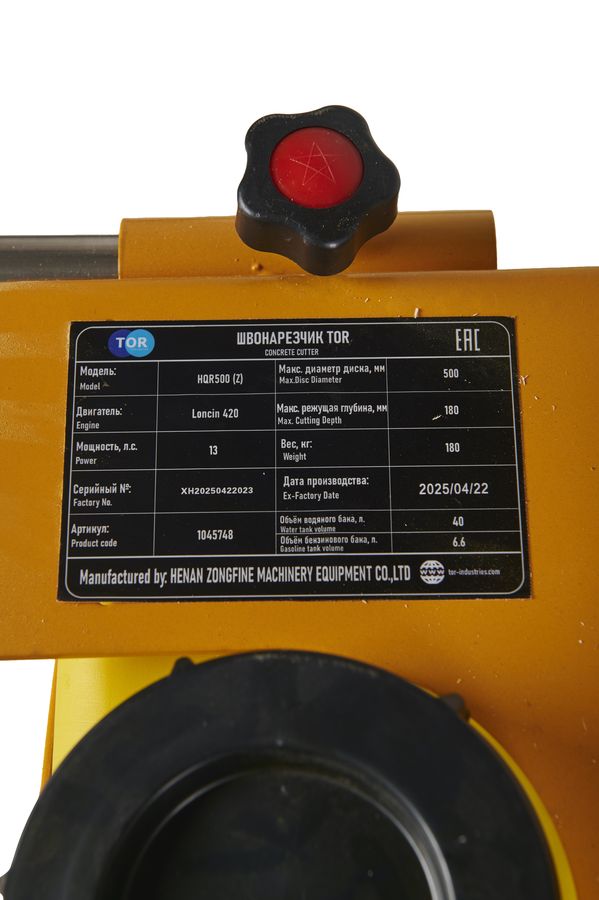 TOR
ШВОНАРЕЗЧИК TOR
CONCRETE CUTTER
EAC
Модель:
Model
HQR500 (Z)
Макс. диаметр диска, мм
Max.Disc Diameter
500
Двигатель:
Engine
Loncin 420
Макс. режущая глубина, мм
Max. Cutting Depth
180
Мощность, л.с.
Power
13
Вес, кг:
Weight
180
Серийный №:
Factory No.
XH20250422023
Дата производства:
Ex-Factory Date
2025/04/22
Артикул:
Product code
1045748
Объём водяного бака, л.
Water tank volume
40
Объём бензинового бака, л.
Gasoline tank volume
6.6
Manufactured by: HENAN ZONGFINE MACHINERY EQUIPMENT CO.,LTD
www
tor-industries.com